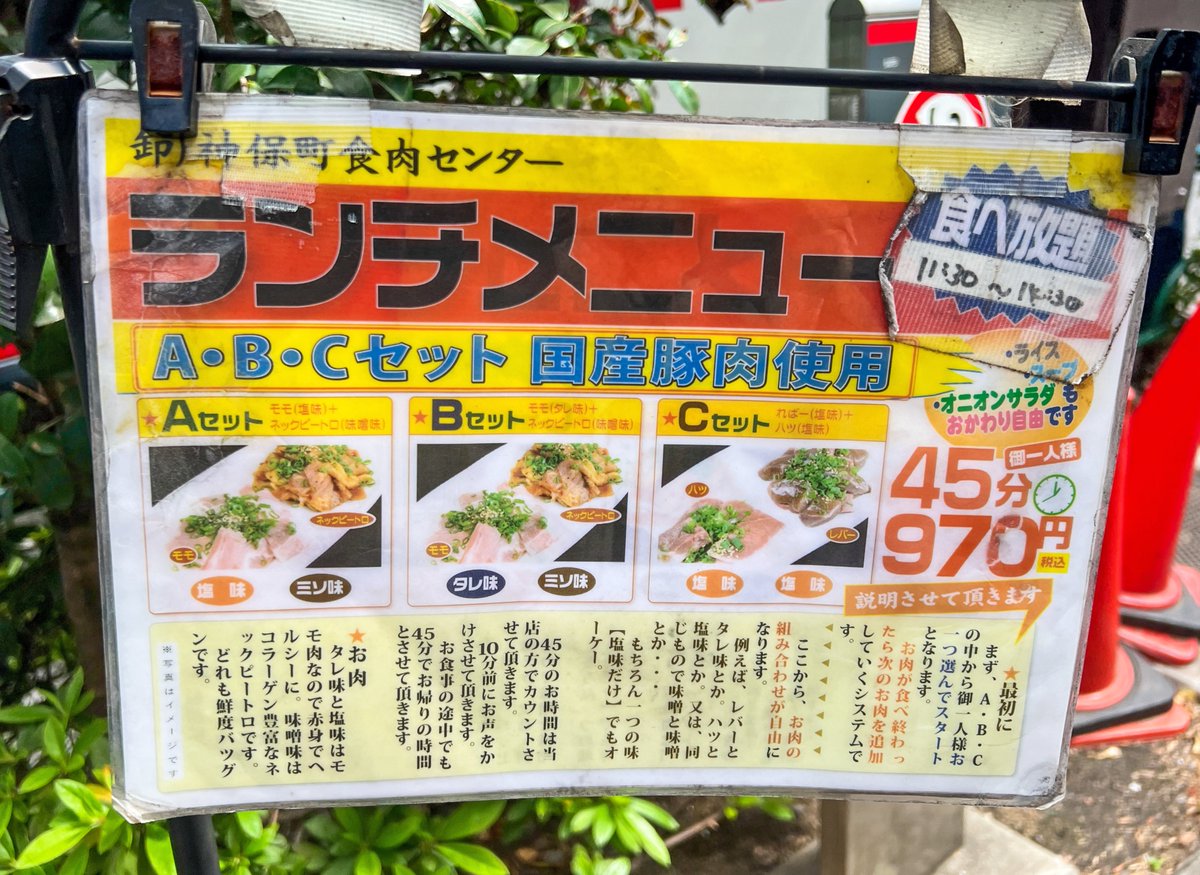 卸)神保町食肉センター
ランチメニュー
食べ放題
11:30～14:30
A・B・Cセット 国産豚肉使用
・ライス
スープ
・オニオンサラダも
おかわり自由です
★Aセット
モモ(塩味)+
ネックピートロ(味噌味)
モモ
ネックピートロ
塩味
ミソ味
★Bセット
モモ(タレ味)+
ネックピートロ(味噌味)
モモ
ネックピートロ
タレ味
ミソ味
★Cセット
ればー(塩味)+
ハツ(塩味)
ハツ
レバー
塩味
塩味
御一人様
45分
970円
税込
説明させて頂きます
★最初に
まず、A・B・C
の中から御一人様お
一つ選んでスタート
となります。
お肉が食べ終わっ
たら次のお肉を追加
していくシステムで
す。
ここから、お肉の
組み合わせが自由に
なります。
例えば、レバーと
タレ味とか。ハツと
塩味とか。又は、同
じもので味噌と味噌
とか・・・
もちろん一つの味
【塩味だけ】でもオ
ーケー。
45分のお時間は当
店の方でカウントさ
せて頂きます。
10分前にお声をか
けさせて頂きます。
お食事の途中でも
45分でお帰りの時間
とさせて頂きます。
★お肉
タレ味と塩味はモ
モ肉なので赤身でヘ
ルシーに。味噌味は
コラーゲン豊富なネ
ックピートロです。
どれも鮮度バツグ
ンです。
※写真はイメージです